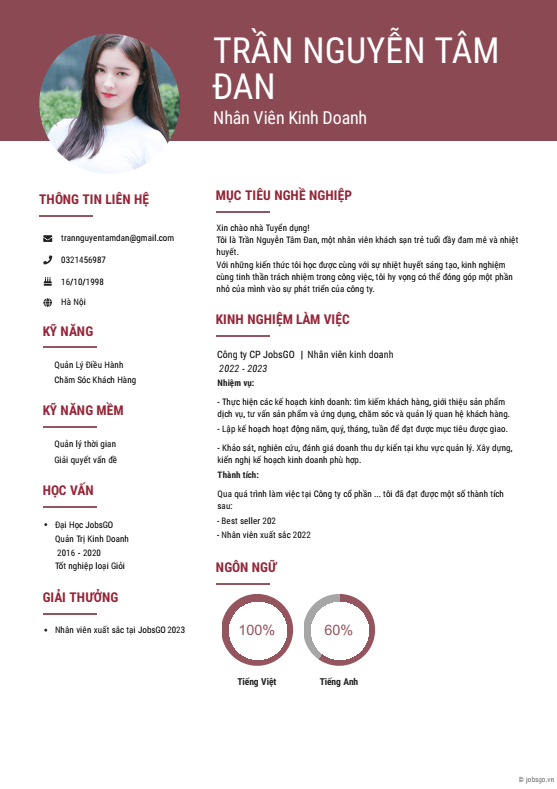 TRẦN NGUYỄN TÂM
ĐAN
Nhân Viên Kinh Doanh
THÔNG TIN LIÊN HỆ
trannguyentamdan@gmail.com
0321456987
16/10/1998
Hà Nội
KỸ NĂNG
Quản Lý Điều Hành
Chăm Sóc Khách Hàng
KỸ NĂNG MỀM
Quản lý thời gian
Giải quyết vấn đề
HỌC VẤN
• Đại Học JobsGO
Quản Trị Kinh Doanh
2016 - 2020
Tốt nghiệp loại Giỏi
GIẢI THƯỞNG
• Nhân viên xuất sắc tại JobsGO 2023
MỤC TIÊU NGHỀ NGHIỆP
Xin chào nhà Tuyển dụng!
Tôi là Trần Nguyễn Tâm Đan, một nhân viên khách sạn trẻ tuổi đầy đam mê và nhiệt
huyết.
Với những kiến thức tôi học được cùng với sự nhiệt huyết sáng tạo, kinh nghiệm
cùng tinh thần trách nhiệm trong công việc, tôi hy vọng có thể đóng góp một phần
nhỏ của mình vào sự phát triển của công ty.
KINH NGHIỆM LÀM VIỆC
Công ty CP JobsGO | Nhân viên kinh doanh
2022 - 2023
Nhiệm vụ:
- Thực hiện các kế hoạch kinh doanh: tìm kiếm khách hàng, giới thiệu sản phẩm
dịch vụ, tư vấn sản phẩm và ứng dụng, chăm sóc và quản lý quan hệ khách hàng.
- Lập kế hoạch hoạt động năm, quý, tháng, tuần để đạt được mục tiêu được giao.
- Khảo sát, nghiên cứu, đánh giá doanh thu dự kiến tại khu vực quản lý. Xây dựng,
kiến nghị kế hoạch kinh doanh phù hợp.
Thành tích:
Qua quá trình làm việc tại Công ty cổ phần ... tôi đã đạt được một số thành tích
sau:
- Best seller 202
- Nhân viên xuất sắc 2022
NGÔN NGỮ
100%
60%
Tiếng Việt
Tiếng Anh
© jobsgo.vn